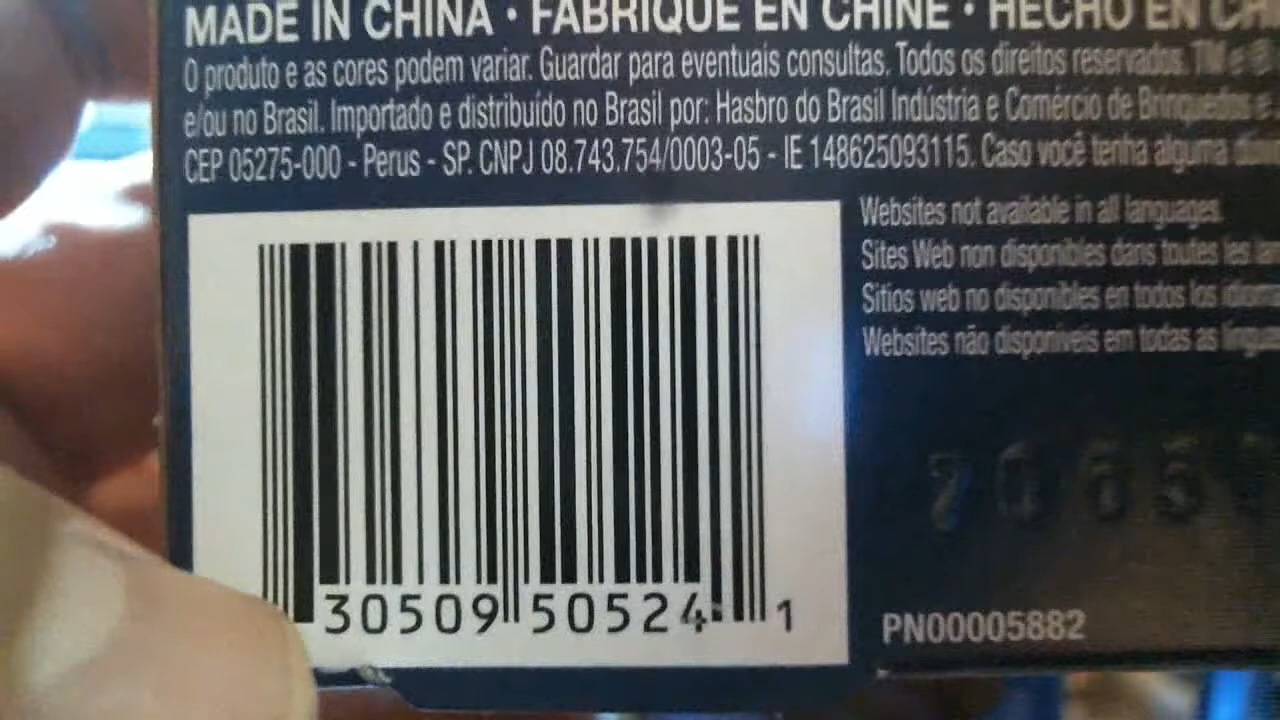 MADE IN CHINA • FABRIQUÉ EN CHINE • HECHO EN
O produto e as cores podem variar. Guardar para eventuais consultas. Todos os direitos reservados. TM e ®
e/ou no Brasil. Importado e distribuído no Brasil por: Hasbro do Brasil Indústria e Comércio de Brinquedos e
CEP 05275-000 - Perus - SP. CNPJ 08.743.754/0003-05 - IE 148625093115. Caso você tenha alguma
Websites not available in all languages.
Sites Web non disponibles dans toutes les
Sitios web no disponibles en todos los
Websites não disponíveis em todas as
30509 50524 1
PN00005882